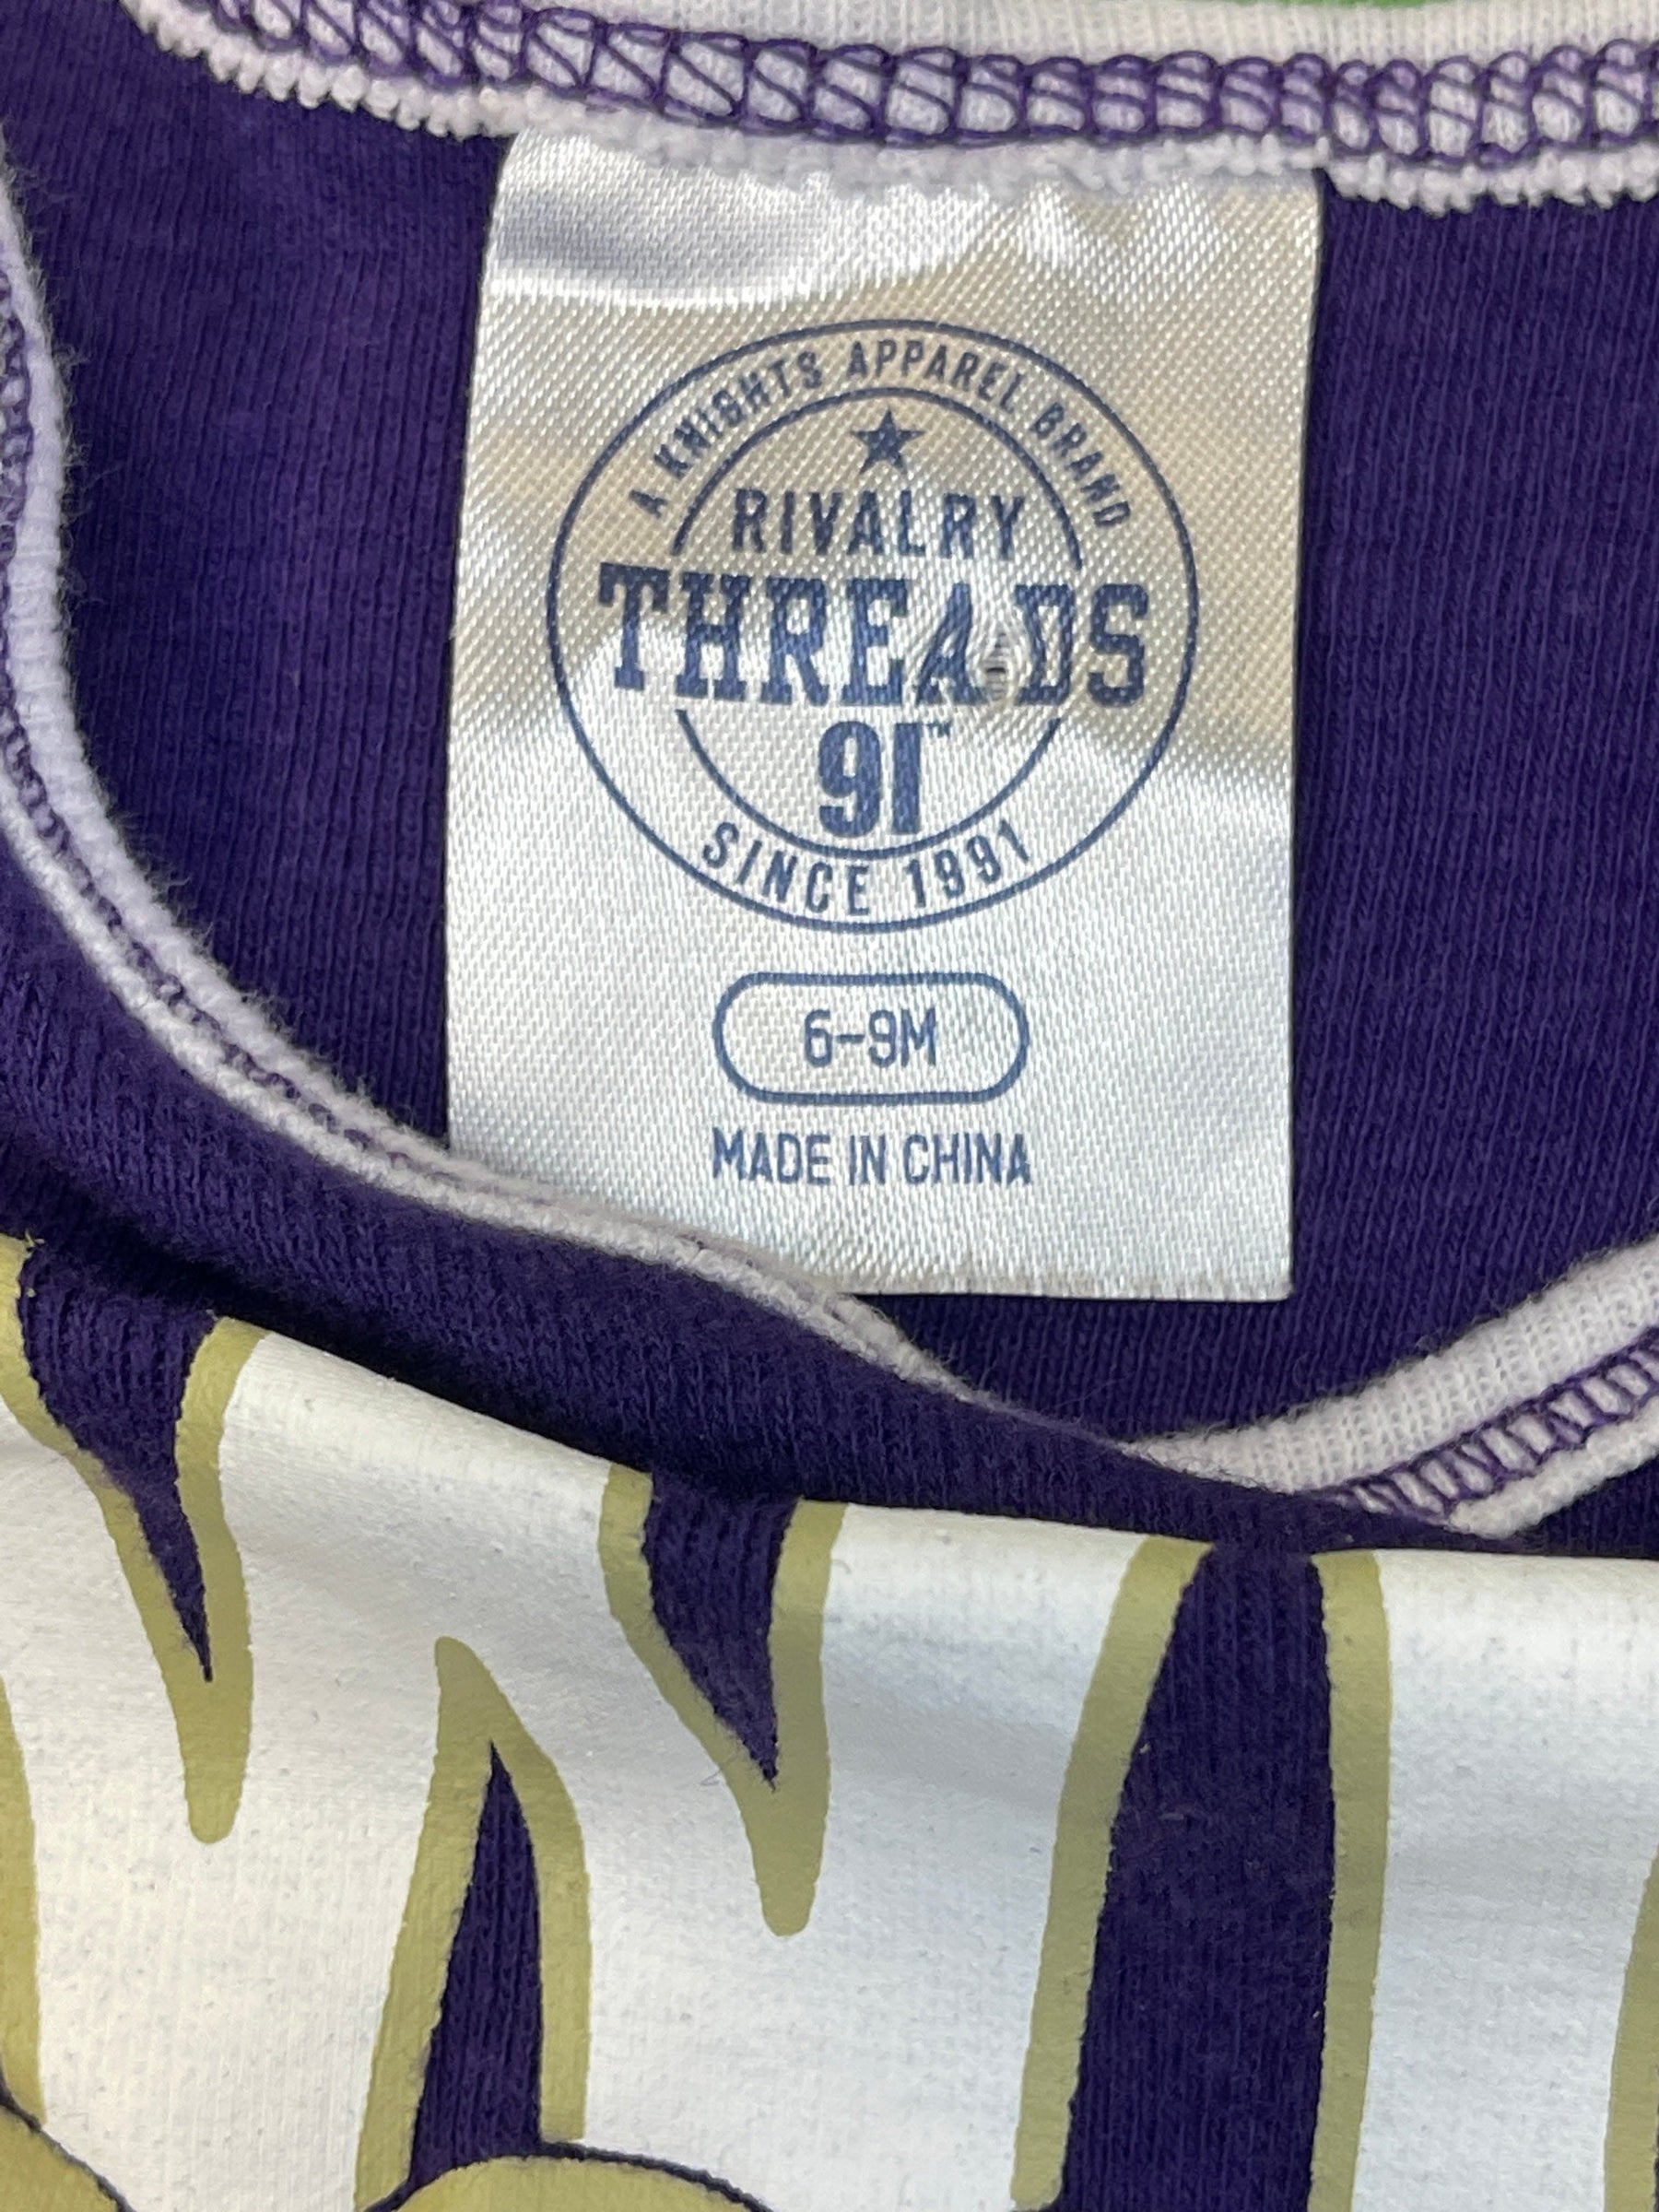 A KNIGHTS APPAREL BRAND
RIVALRY
THREADS
91™
SINCE 1991
6-9M
MADE IN CHINA